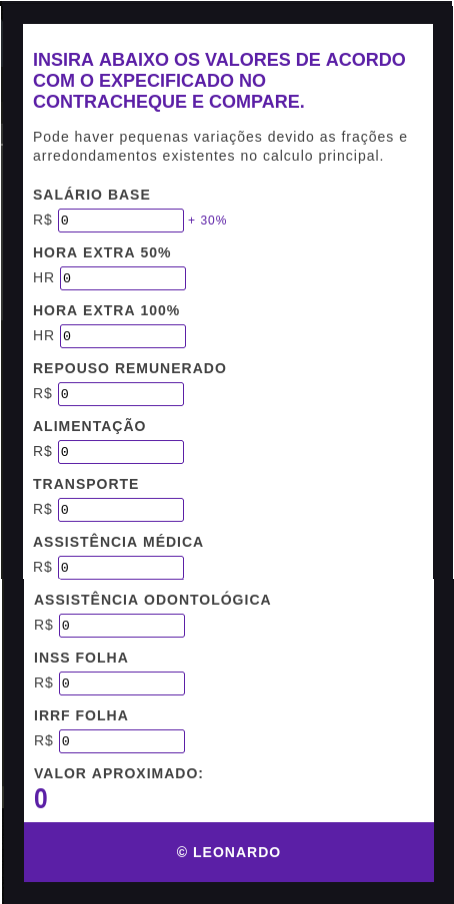 INSIRA ABAIXO OS VALORES DE ACORDO
COM O EXPECIFICADO NO
CONTRACHEQUE E COMPARE.
Pode haver pequenas variações devido as frações e
arredondamentos existentes no calculo principal.
SALÁRIO BASE
R$ 0 + 30%
HORA EXTRA 50%
HR 0
HORA EXTRA 100%
HR 0
REPOUSO REMUNERADO
R$ 0
ALIMENTAÇÃO
R$ 0
TRANSPORTE
R$ 0
ASSISTÊNCIA MÉDICA
R$ 0
ASSISTÊNCIA ODONTOLÓGICA
R$ 0
INSS FOLHA
R$ 0
IRRF FOLHA
R$ 0
VALOR APROXIMADO:
0
© LEONARDO